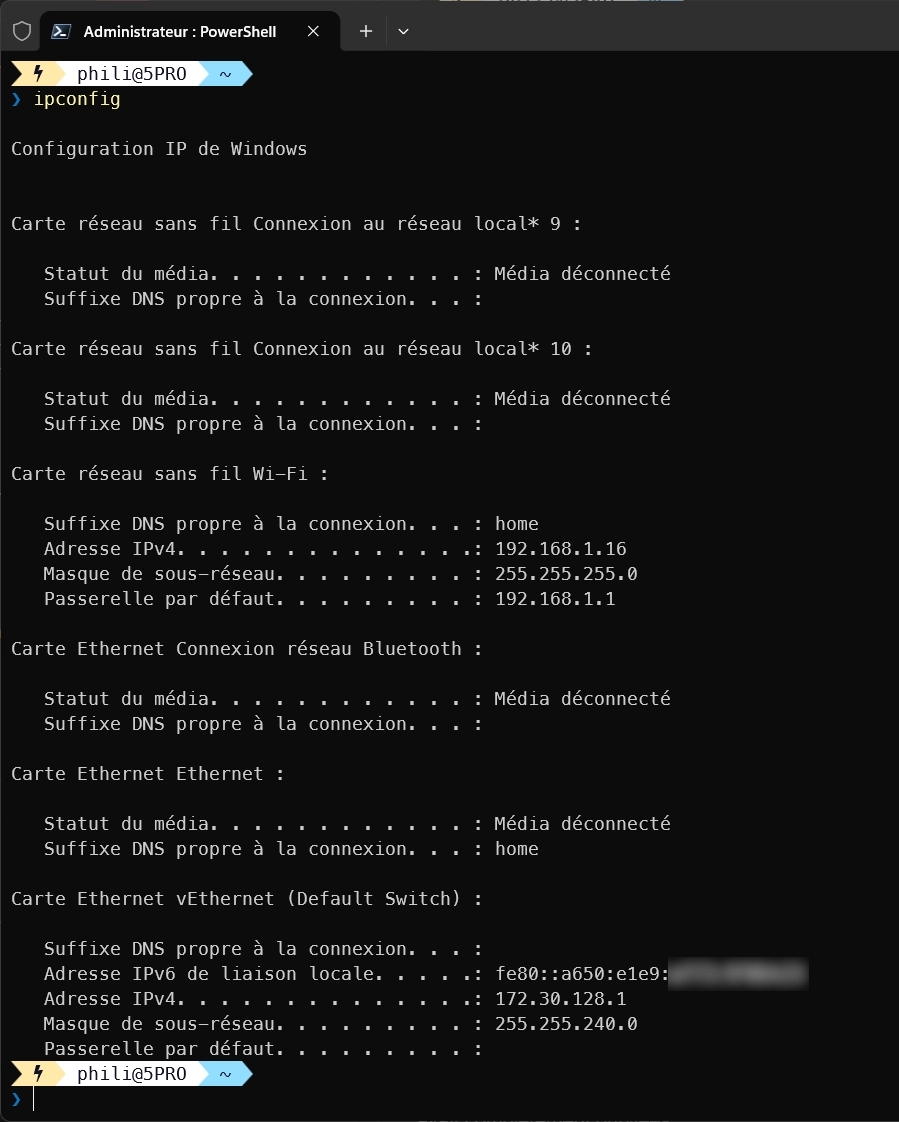 Administrateur : PowerShell
phili@5PRO ~
❯ ipconfig
Configuration IP de Windows
Carte réseau sans fil Connexion au réseau local* 9 :
Statut du média. . . . . . . . . . . . : Média déconnecté
Suffixe DNS propre à la connexion. . . :
Carte réseau sans fil Connexion au réseau local* 10 :
Statut du média. . . . . . . . . . . . : Média déconnecté
Suffixe DNS propre à la connexion. . . :
Carte réseau sans fil Wi-Fi :
Suffixe DNS propre à la connexion. . . : home
Adresse IPv4. . . . . . . . . . . . . .: 192.168.1.16
Masque de sous-réseau. . . . . . . . . : 255.255.255.0
Passerelle par défaut. . . . . . . . . : 192.168.1.1
Carte Ethernet Connexion réseau Bluetooth :
Statut du média. . . . . . . . . . . . : Média déconnecté
Suffixe DNS propre à la connexion. . . :
Carte Ethernet Ethernet :
Statut du média. . . . . . . . . . . . : Média déconnecté
Suffixe DNS propre à la connexion. . . : home
Carte Ethernet vEthernet (Default Switch) :
Suffixe DNS propre à la connexion. . . :
Adresse IPv6 de liaison locale. . . . .: fe80::a650:e1e9:
Adresse IPv4. . . . . . . . . . . . . .: 172.30.128.1
Masque de sous-réseau. . . . . . . . . : 255.255.240.0
Passerelle par défaut. . . . . . . . . :
phili@5PRO ~
❯